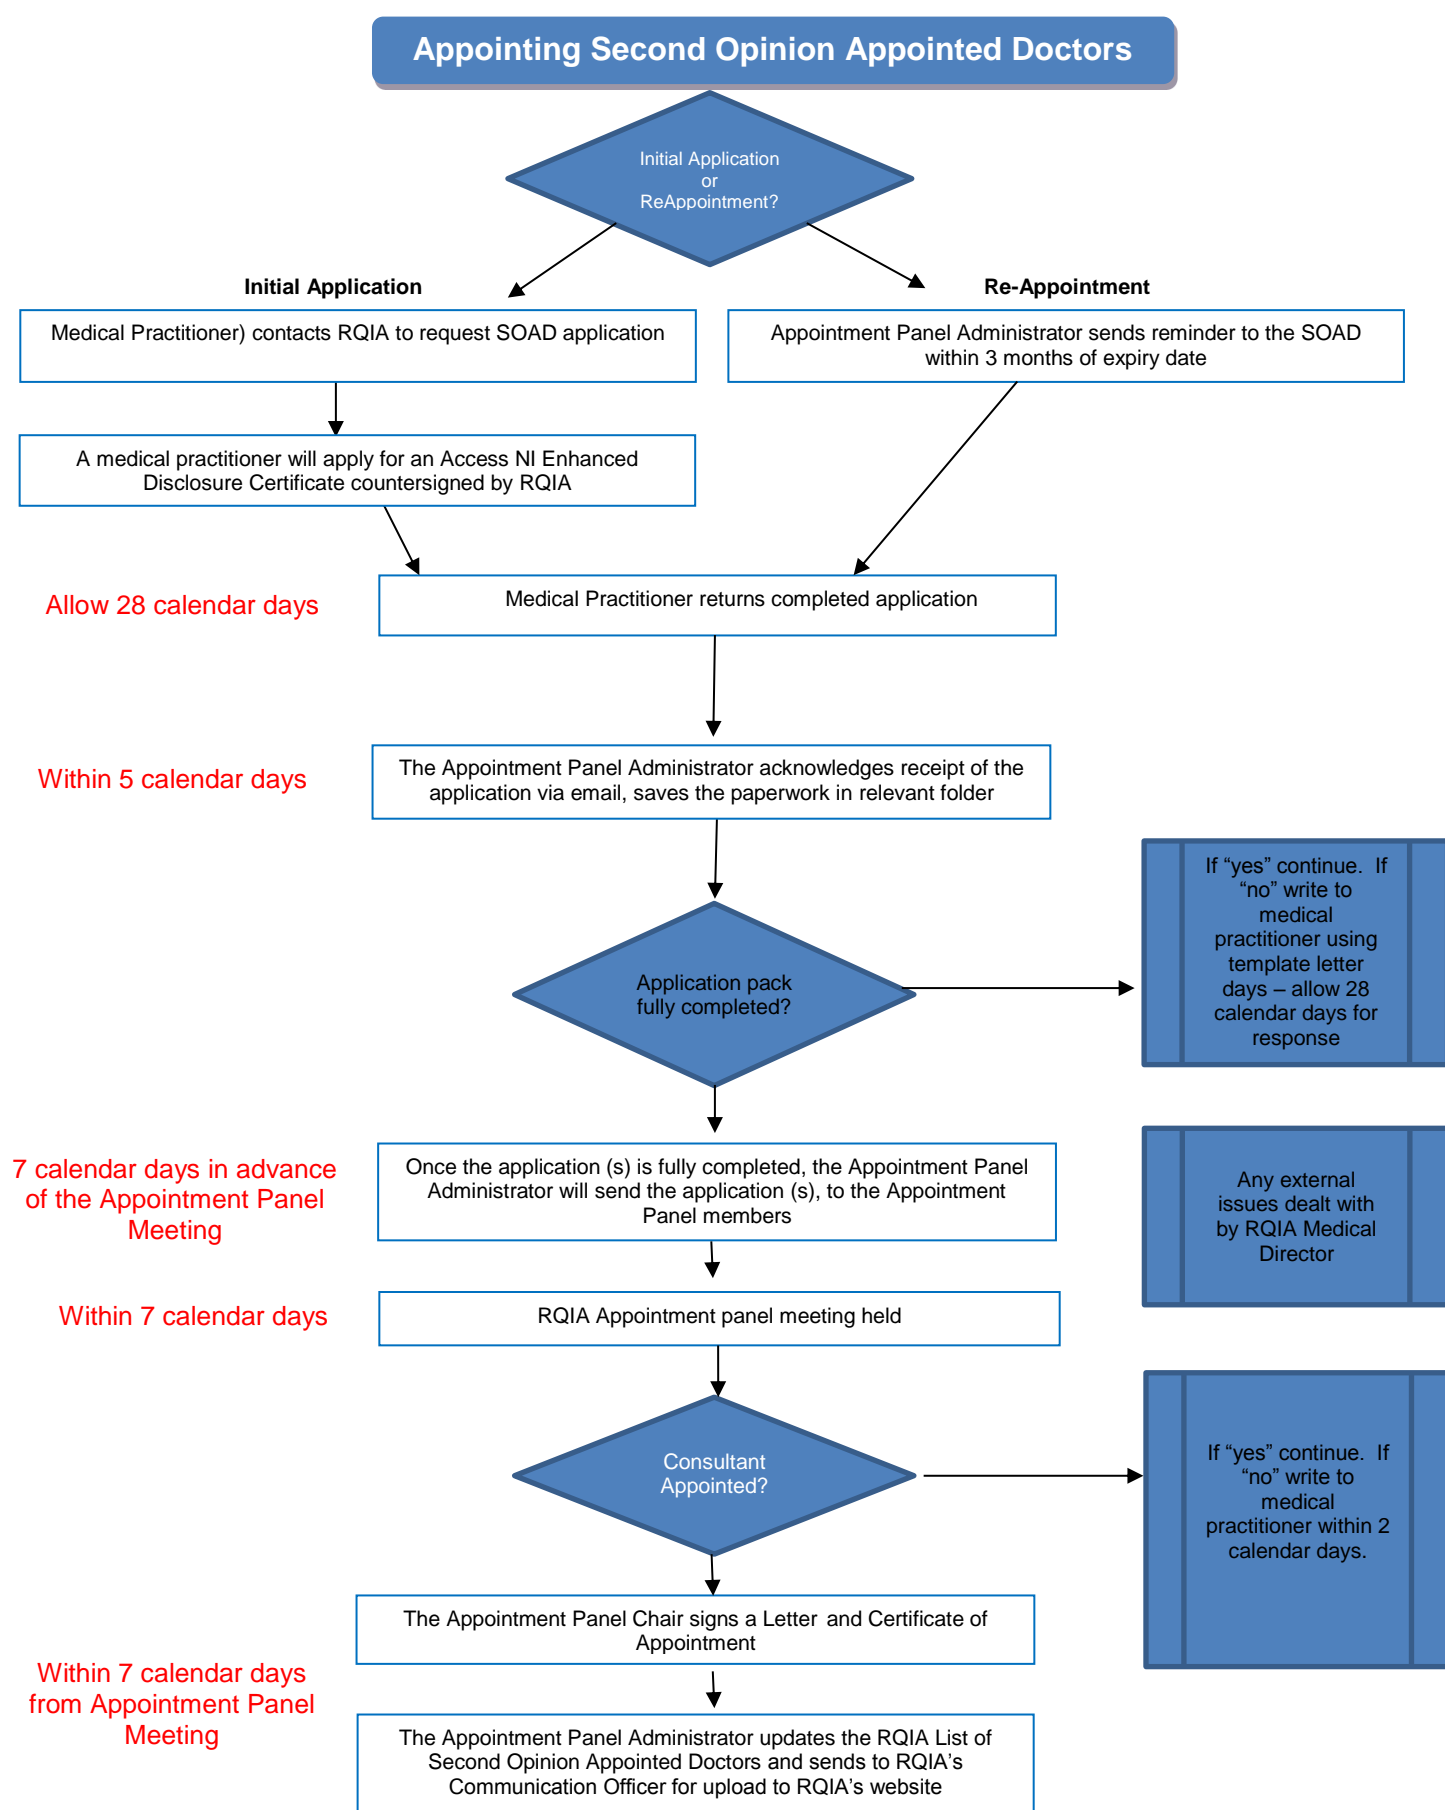 Appointing Second Opinion Appointed Doctors
Initial Application
or
ReAppointment?
Initial Application
Re-Appointment
Medical Practitioner) contacts RQIA to request SOAD application
Appointment Panel Administrator sends reminder to the SOAD
within 3 months of expiry date
A medical practitioner will apply for an Access NI Enhanced
Disclosure Certificate countersigned by RQIA
Allow 28 calendar days
Medical Practitioner returns completed application
Within 5 calendar days
The Appointment Panel Administrator acknowledges receipt of the
application via email, saves the paperwork in relevant folder
Application pack
fully completed?
If “yes” continue.  If
“no” write to
medical
practitioner using
template letter
days – allow 28
calendar days for
response
7 calendar days in advance
of the Appointment Panel
Meeting
Once the application (s) is fully completed, the Appointment Panel
Administrator will send the application (s), to the Appointment
Panel members
Any external
issues dealt with
by RQIA Medical
Director
Within 7 calendar days
RQIA Appointment panel meeting held
Consultant
Appointed?
If “yes” continue.  If
“no” write to
medical
practitioner within 2
calendar days.
The Appointment Panel Chair signs a Letter and Certificate of
Appointment
Within 7 calendar days
from Appointment Panel
Meeting
The Appointment Panel Administrator updates the RQIA List of
Second Opinion Appointed Doctors and sends to RQIA’s
Communication Officer for upload to RQIA’s website